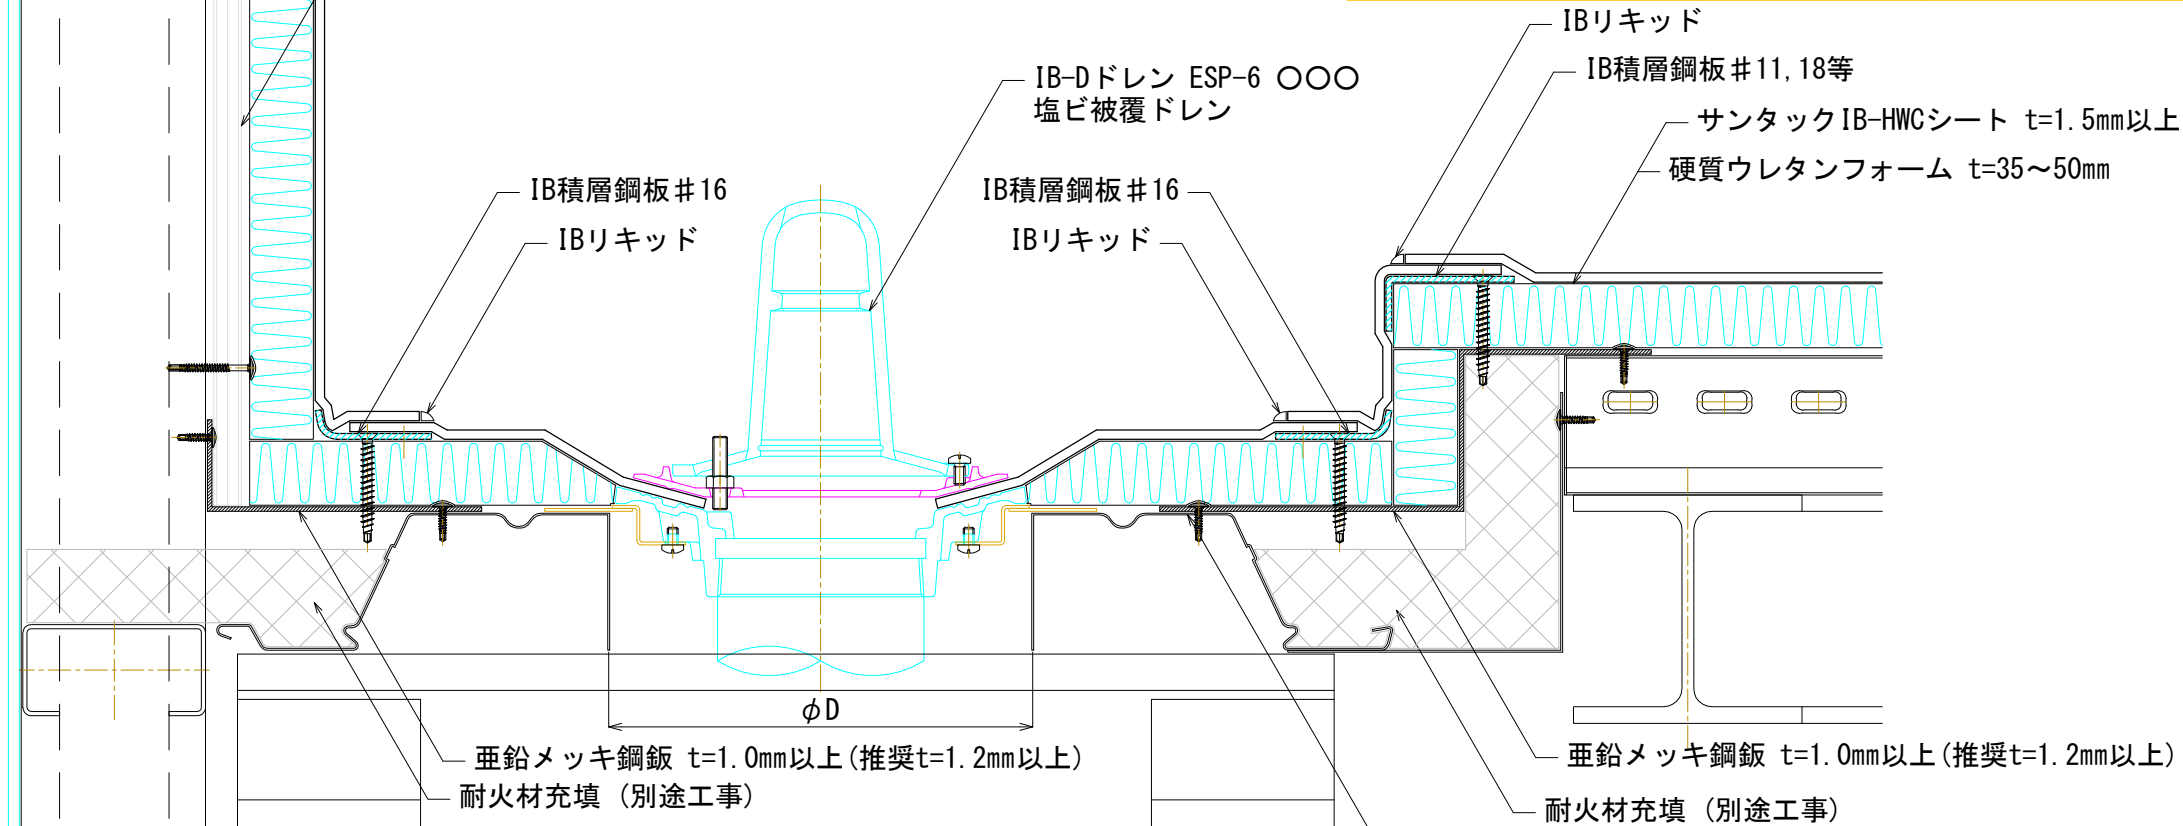 IBリキッド
IB積層鋼板♯11,18等
IB-Dドレン ESP-6 〇〇〇
塩ビ被覆ドレン
サンタックIB-HWCシート t=1.5mm以上
硬質ウレタンフォーム t=35～50mm
IB積層鋼板♯16
IBリキッド
IB積層鋼板♯16
IBリキッド
φD
亜鉛メッキ鋼鈑 t=1.0mm以上(推奨t=1.2mm以上)
耐火材充填 (別途工事)
亜鉛メッキ鋼鈑 t=1.0mm以上(推奨t=1.2mm以上)
耐火材充填 (別途工事)